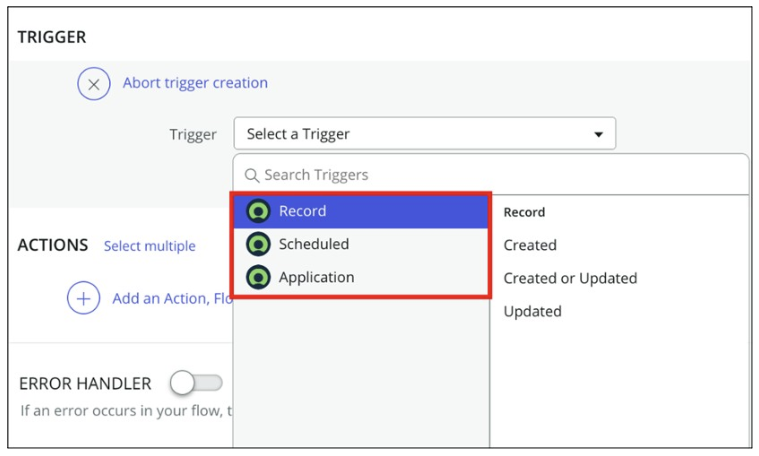 TRIGGER
Abort trigger creation
Trigger
Select a Trigger
Search Triggers
Record
Scheduled
Application
Record
Created
Created or Updated
Updated
ACTIONS
Select multiple
Add an Action, Flo
ERROR HANDLER
If an error occurs in your flow, t